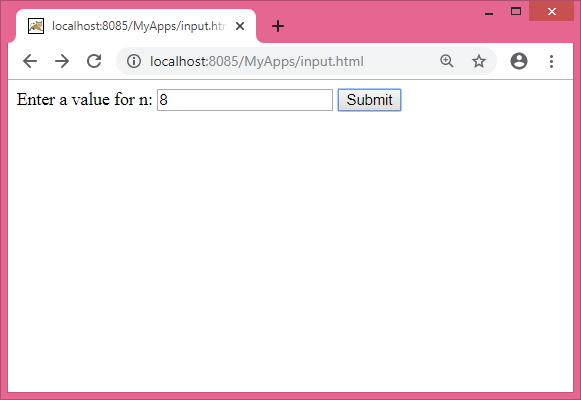 localhost:8085/MyApps/input.htm
localhost:8085/MyApps/input.html
Enter a value for n: 8 Submit